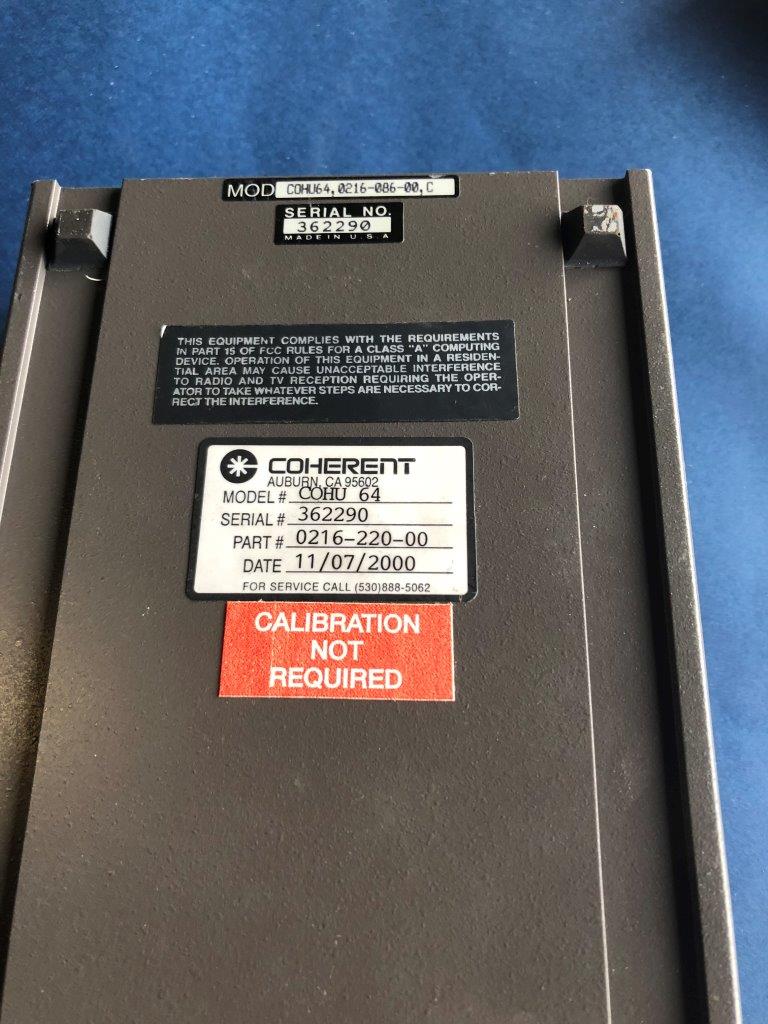 MOD COHU64,0216-086-00,C
SERIAL NO.
362290
MADE IN U.S.A
THIS EQUIPMENT COMPLIES WITH THE REQUIREMENTS
IN PART 15 OF FCC RULES FOR A CLASS "A" COMPUTING
DEVICE. OPERATION OF THIS EQUIPMENT IN A RESIDEN-
TIAL AREA MAY CAUSE UNACCEPTABLE INTERFERENCE
TO RADIO AND TV RECEPTION REQUIRING THE OPER-
ATOR TO TAKE WHATEVER STEPS ARE NECESSARY TO COR-
RECT THE INTERFERENCE.
COHERENT
AUBURN, CA 95602
MODEL # COHU 64
SERIAL # 362290
PART # 0216-220-00
DATE 11/07/2000
FOR SERVICE CALL (530)888-5062
CALIBRATION
NOT
REQUIRED